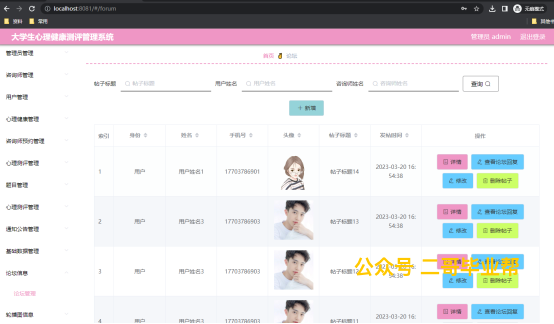 localhost:8081/#/forum
无痕模式
资料
常用
其他书
大学生心理健康测评管理系统
管理员 admin
退出登录
管理员管理
咨询师管理
用户管理
心理健康管理
咨询师预约管理
心理测评管理
题目管理
心理测评管理
通知公告管理
基础数据管理
论坛信息
论坛管理
轮播图信息
首页
论坛
帖子标题
帖子标题
用户姓名
用户姓名
咨询师姓名
咨询师姓名
查询
+ 新增
索引 身份 姓名 手机号 头像 帖子标题 发帖时间 操作
1 用户 用户姓名1 17703786901 帖子标题14 2023-03-20 16:54:38 详情 查看论坛回复 修改 删除帖子
2 用户 用户姓名3 17703786903 帖子标题13 2023-03-20 16:54:38 详情 查看论坛回复 修改 删除帖子
3 用户 用户姓名3 17703786903 帖子标题12 2023-03-20 16:54:38 详情 查看论坛回复 修改 删除帖子
4 用户 用户姓名3 17703786903 帖子标题11 2023-03-20 16: 详情 查看论坛回复
公众号 二哥毕业帮